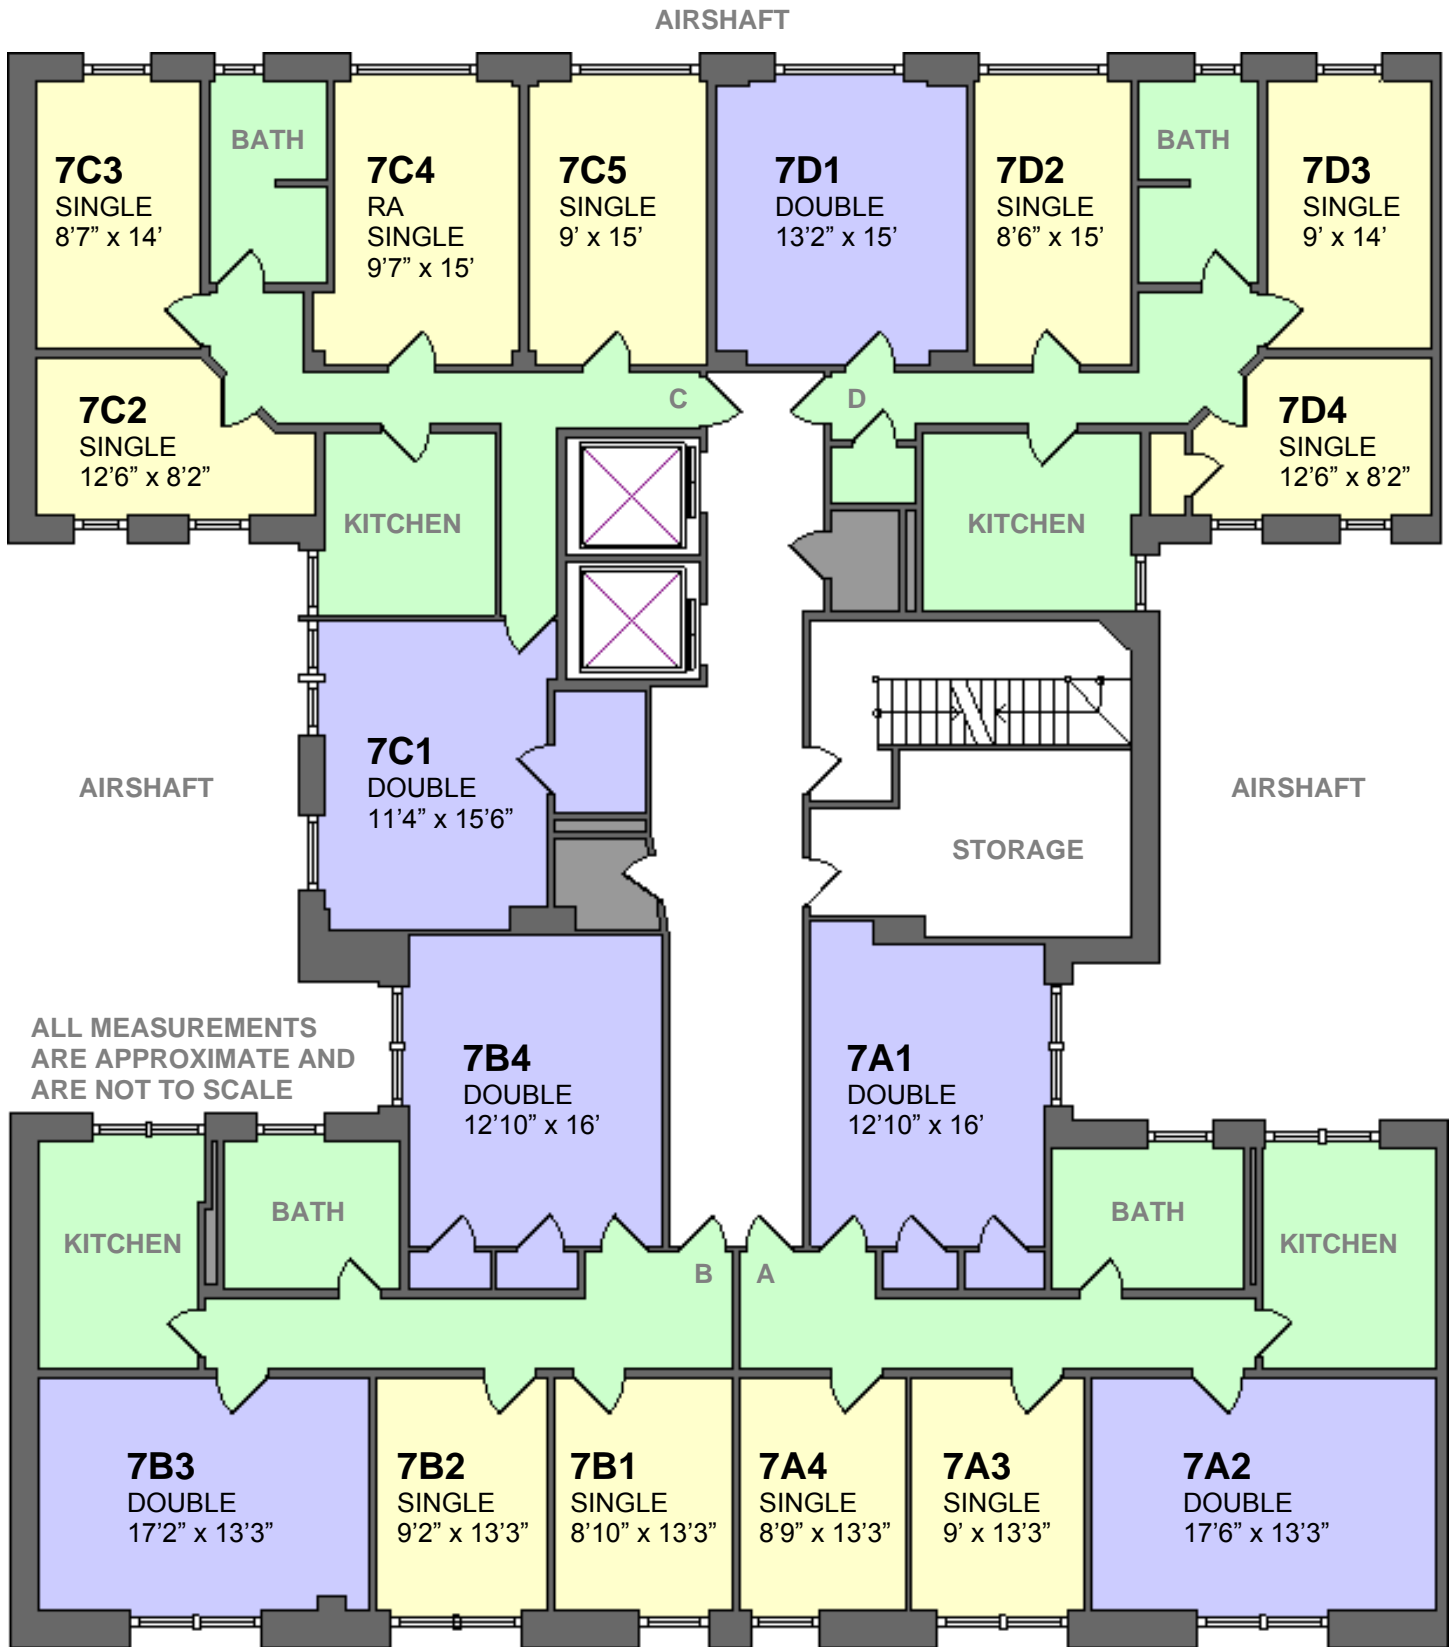 AIRSHAFT
7C3
SINGLE
8’7” x 14’
BATH
7C4
RA
SINGLE
9’7” x 15’
7C5
SINGLE
9’ x 15’
7D1
DOUBLE
13’2” x 15’
7D2
SINGLE
8’6” x 15’
BATH
7D3
SINGLE
9’ x 14’
7C2
SINGLE
12’6” x 8’2”
C
D
7D4
SINGLE
12’6” x 8’2”
KITCHEN
KITCHEN
7C1
DOUBLE
11’4” x 15’6”
AIRSHAFT
AIRSHAFT
STORAGE
ALL MEASUREMENTS
ARE APPROXIMATE AND
ARE NOT TO SCALE
7B4
DOUBLE
12’10” x 16’
7A1
DOUBLE
12’10” x 16’
KITCHEN
BATH
B
A
BATH
KITCHEN
7B3
DOUBLE
17’2” x 13’3”
7B2
SINGLE
9’2” x 13’3”
7B1
SINGLE
8’10” x 13’3”
7A4
SINGLE
8’9” x 13’3”
7A3
SINGLE
9’ x 13’3”
7A2
DOUBLE
17’6” x 13’3”